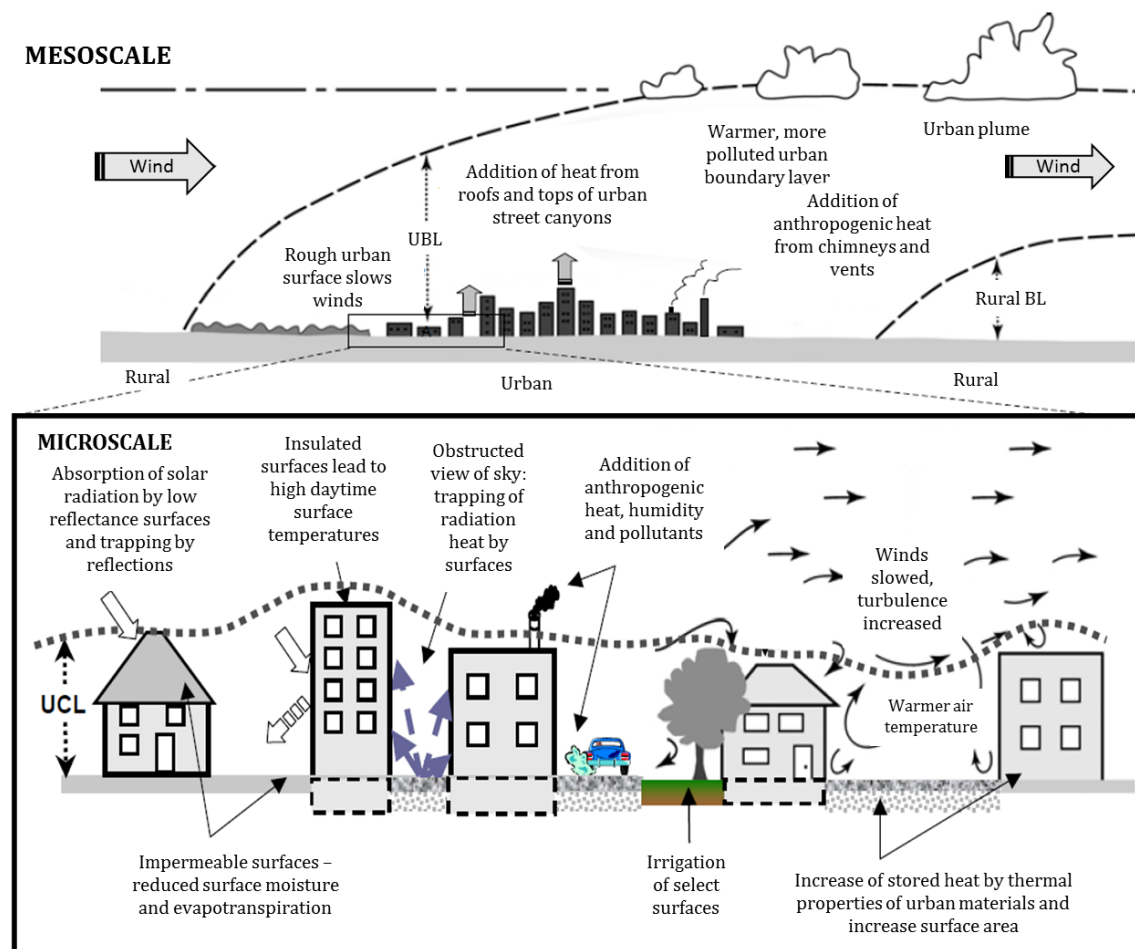 MESOSCALE
Wind
Rough urban
surface slows
winds
UBL
Addition of heat from
roofs and tops of urban
street canyons
Warmer, more
polluted urban
boundary laver
Addition of
anthropogenic heat
from chimneys and
vents
Urban plume
Wind
Rural BL
Rural
Urban
Rural
MICROSCALE
Absorption of solar
radiation by low
reflectance surfaces
and trapping by
reflections
Insulated
surfaces lead to
high daytime
surface
temperatures
Obstructed
view of sky:
trapping of
radiation
heat by
surfaces
Addition of
anthropogenic
heat, humidity
and pollutants
Winds
slowed,
turbulence
increased
UCL
Warmer air
temperature
Impermeable surfaces –
reduced surface moisture
and evapotranspiration
Irrigation
of select
surfaces
Increase of stored heat by thermal
properties of urban materials and
increase surface area